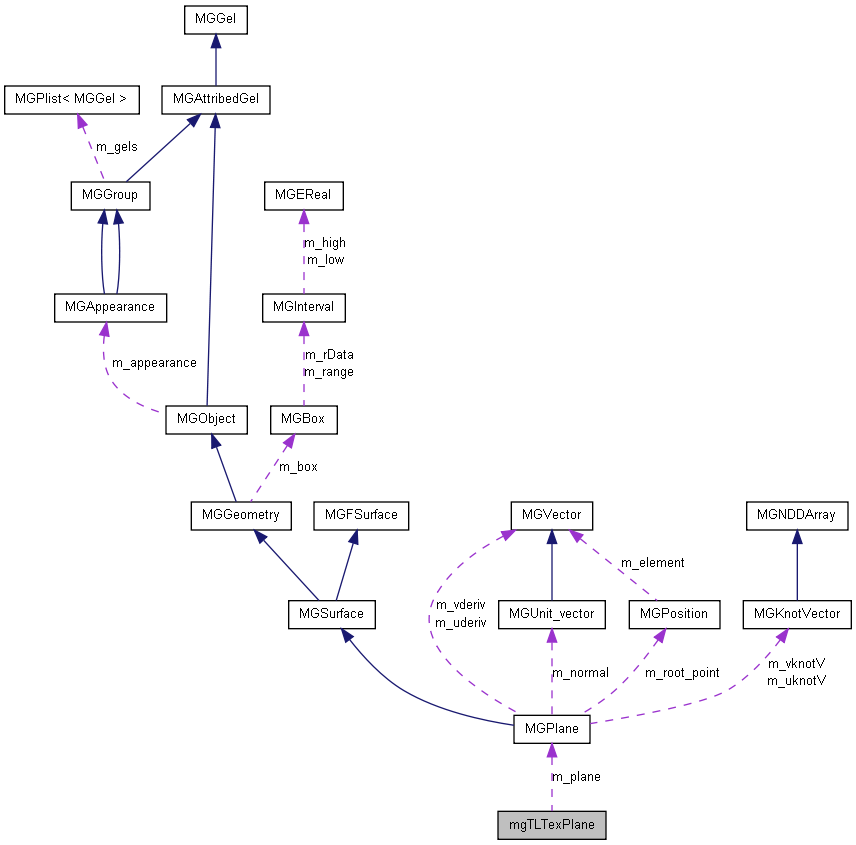 MGGel
MGPlist< MGGel >
MGAttribedGel
m_gels
MGGroup
MGEReal
m_high
m_low
MGAppearance
MGInterval
m_appearance
m_rData
m_range
MGObject
MGBox
m_box
MGGeometry
MGFSurface
MGVector
MGNDDArray
m_element
MGSurface
m_vderiv
m_uderiv
MGUnit_vector
MGPosition
MGKnotVector
m_normal
m_root_point
m_vknotV
m_uknotV
MGPlane
m_plane
mgTLTexPlane